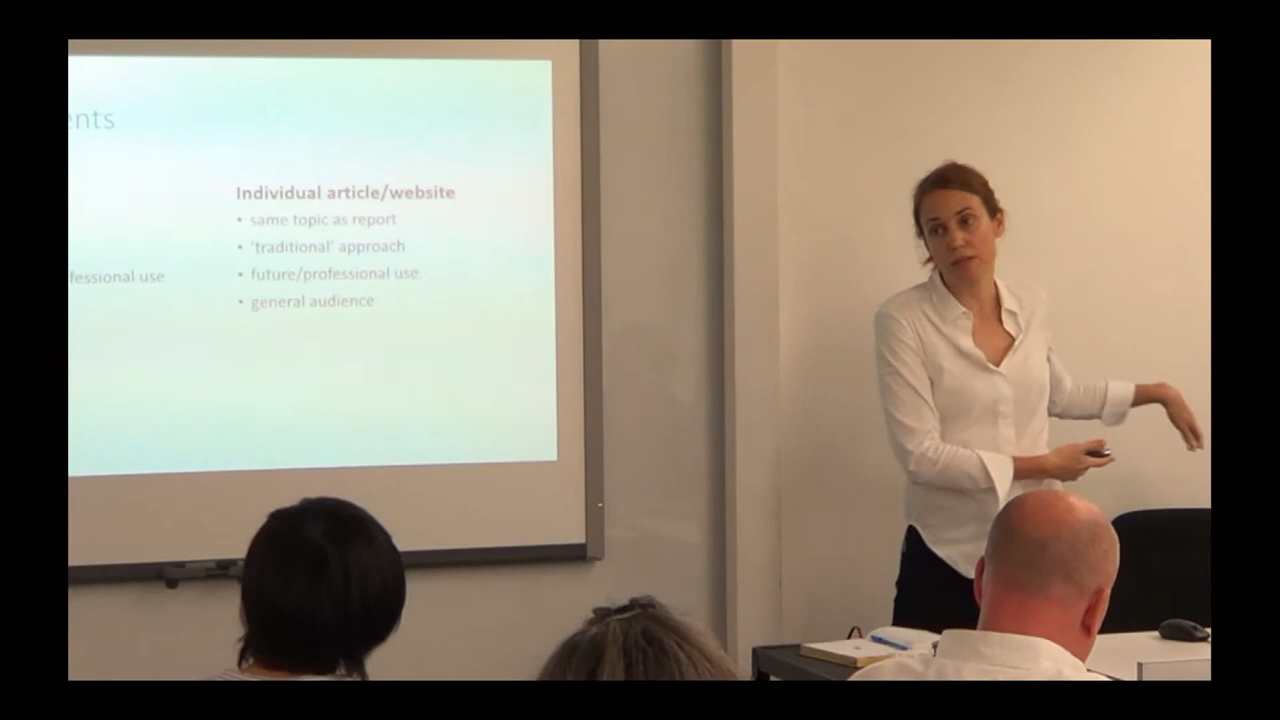 ents
Individual article/website
• same topic as report
• 'traditional' approach
fessional use
• future/professional use
• general audience